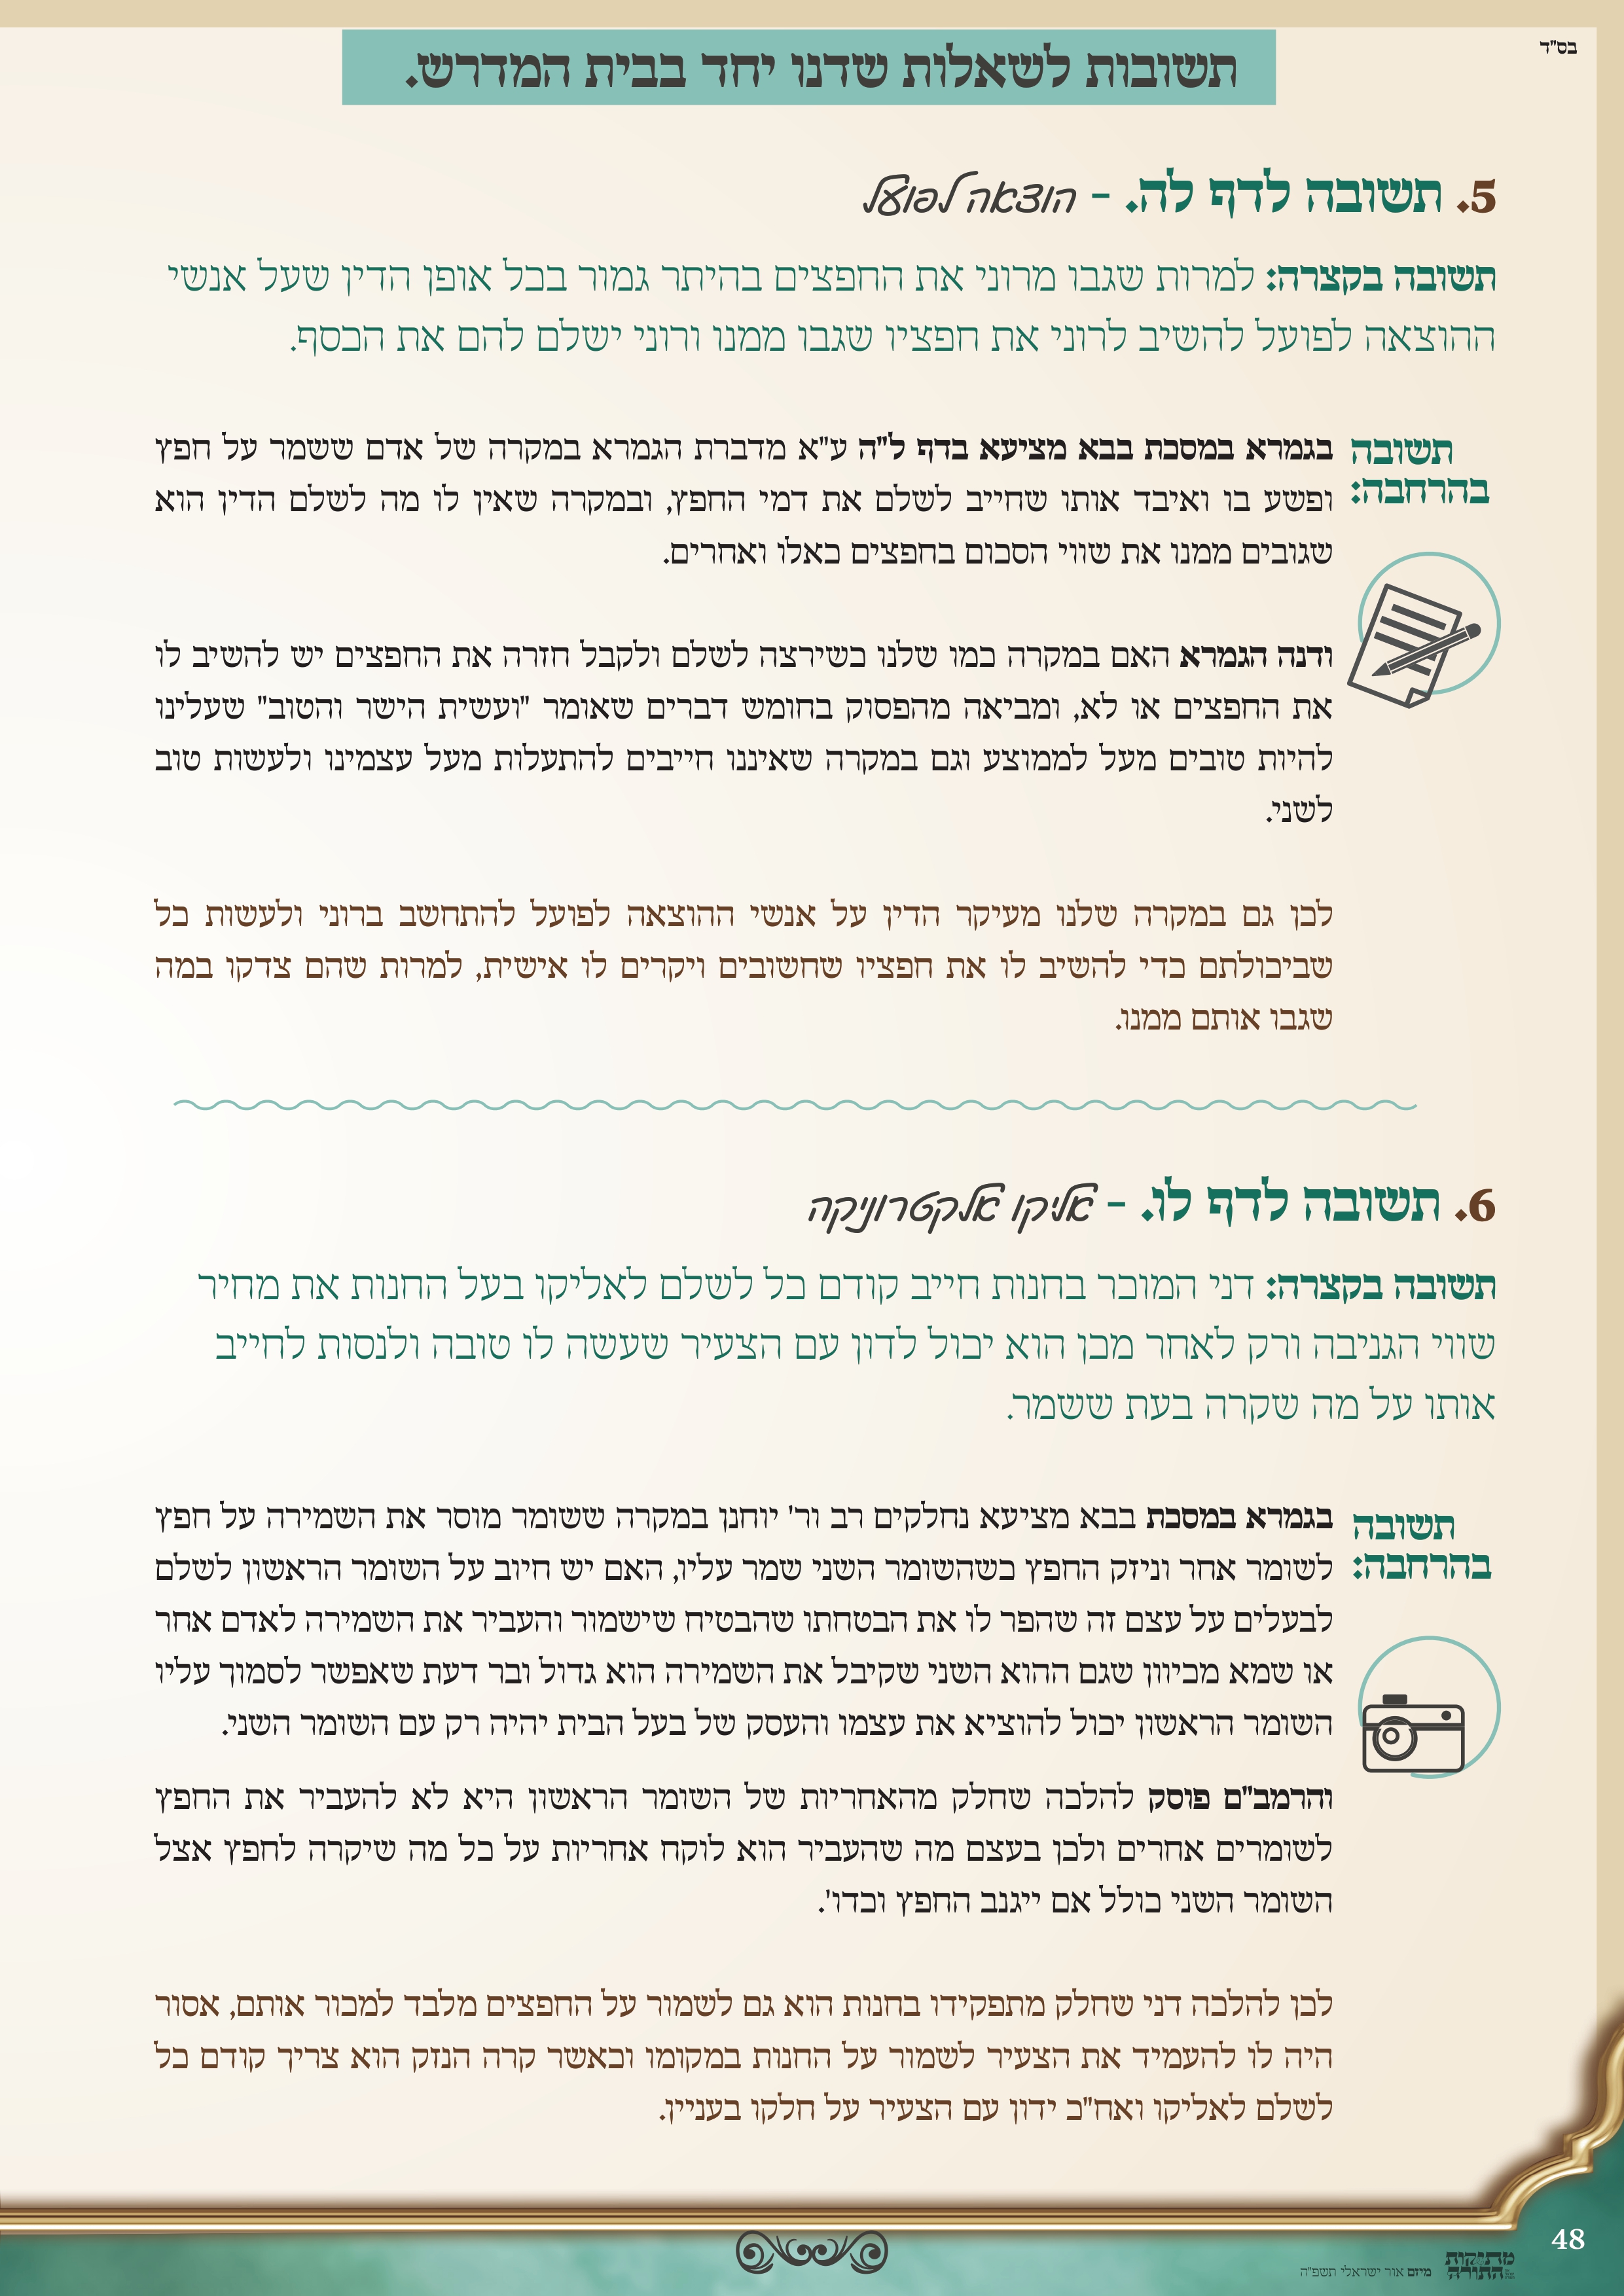 בס"ד
תשובות לשאלות שדנו יחד בבית המדרש.
5. תשובה לדף לה. - הוצאה לפועל
תשובה בקצרה: למרות שגבו מרוני את החפצים בהיתר גמור בכל אופן הדין שעל אנשי
ההוצאה לפועל להשיב לרוני את חפציו שגבו ממנו ורוני ישלם להם את הכסף.
תשובה
בהרחבה:
בגמרא במסכת בבא מציעא בדף ל"ה ע"א מדברת הגמרא במקרה של אדם ששמר על חפץ
ופשע בו ואיבד אותו שחייב לשלם את דמי החפץ, ובמקרה שאין לו מה לשלם הדין הוא
שגובים ממנו את שווי הסכום בחפצים כאלו ואחרים.
ודנה הגמרא האם במקרה כמו שלנו כשירצה לשלם ולקבל חזרה את החפצים יש להשיב לו
את החפצים או לא, ומביאה מהפסוק בחומש דברים שאומר "ועשית הישר והטוב" שעלינו
להיות טובים מעל לממוצע וגם במקרה שאיננו חייבים להתעלות מעל עצמינו ולעשות טוב
לשני.
לכן גם במקרה שלנו מעיקר הדין על אנשי ההוצאה לפועל להתחשב ברוני ולעשות כל
שביכולתם כדי להשיב לו את חפציו שחשובים ויקרים לו אישית, למרות שהם צדקו במה
שגבו אותם ממנו.
6. תשובה לדף לו. - אליקו אלקטרוניקה
תשובה בקצרה: דני המוכר בחנות חייב קודם כל לשלם לאליקו בעל החנות את מחיר
שווי הגניבה ורק לאחר מכן הוא יכול לדון עם הצעיר שעשה לו טובה ולנסות לחייב
אותו על מה שקרה בעת ששמר.
תשובה
בהרחבה:
בגמרא במסכת בבא מציעא נחלקים רב ור' יוחנן במקרה ששומר מוסר את השמירה על חפץ
לשומר אחר וניזק החפץ כשהשומר השני שמר עליו, האם יש חיוב על השומר הראשון לשלם
לבעלים על עצם זה שהפר לו את הבטחתו שהבטיח שישמור והעביר את השמירה לאדם אחר
או שמא מכיוון שגם ההוא השני שקיבל את השמירה הוא גדול ובר דעת שאפשר לסמוך עליו
השומר הראשון יכול להוציא את עצמו והעסק של בעל הבית יהיה רק עם השומר השני.
והרמב"ם פוסק להלכה שחלק מהאחריות של השומר הראשון היא לא להעביר את החפץ
לשומרים אחרים ולכן בעצם מה שהעביר הוא לוקח אחריות על כל מה שיקרה לחפץ אצל
השומר השני כולל אם ייגנב החפץ וכדו'.
לכן להלכה דני שחלק מתפקידו בחנות הוא גם לשמור על החפצים מלבד למכור אותם, אסור
היה לו להעמיד את הצעיר לשמור על החנות במקומו וכאשר קרה הנזק הוא צריך קודם כל
לשלם לאליקו ואח"כ ידון עם הצעיר על חלקו בעניין.
48
מתיקות
התורה
מיזם אור ישראלי תשפ"ה